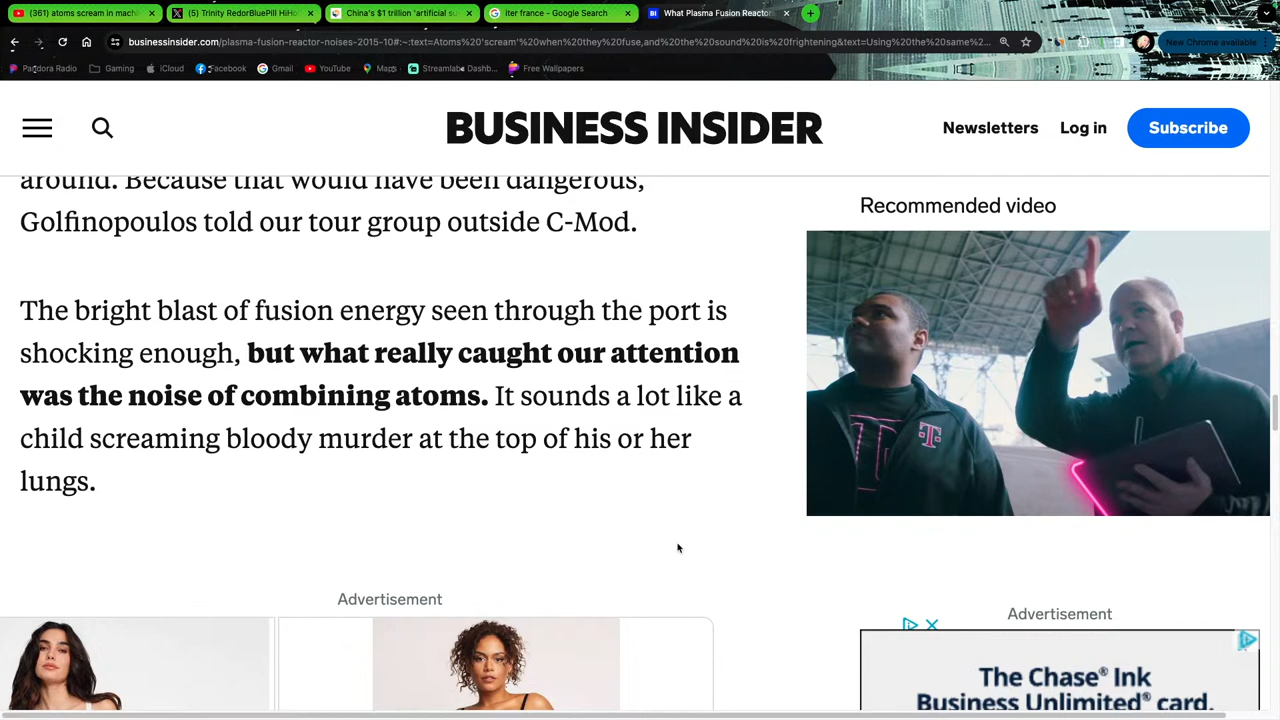 (361) atoms scream in machi
(5) Trinity RedorBluePill HiHo
China's $1 trillion 'artificial su
iter france - Google Search
What Plasma Fusion Reactor
businessinsider.com/plasma-fusion-reactor-noises-2015-10#:~:text=Atoms%20'scream'%20when%20they%20fuse,and%20the%20sound%20is%20frightening&text=Using%20the%20same%2...
New Chrome available
Pandora Radio
Gaming
iCloud
Facebook
Gmail
YouTube
Maps
Streamlabs Dashb...
Free Wallpapers
BUSINESS INSIDER
Newsletters
Log in
Subscribe
around. Because that would have been dangerous,
Golfinopoulos told our tour group outside C-Mod.
The bright blast of fusion energy seen through the port is
shocking enough, but what really caught our attention
was the noise of combining atoms. It sounds a lot like a
child screaming bloody murder at the top of his or her
lungs.
Recommended video
T
Advertisement
Advertisement
The Chase® Ink
Business Unlimited® card.